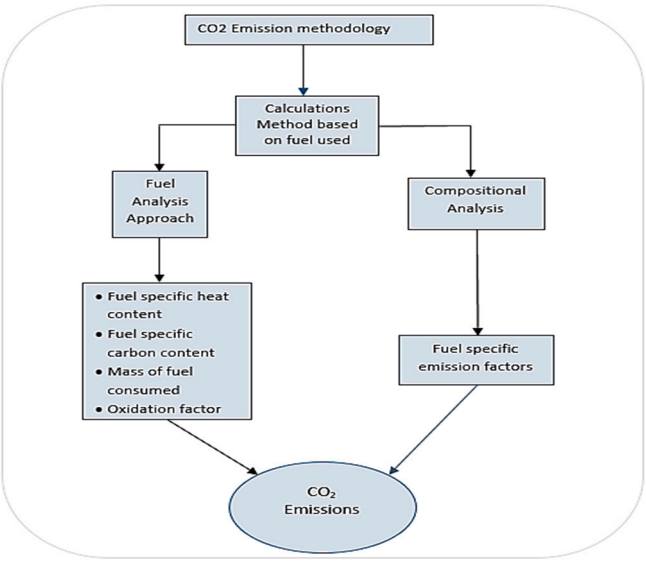 CO2 Emission methodology
Calculations
Method based
on fuel used
Fuel
Analysis
Approach
Compositional
Analysis
• Fuel specific heat
content
• Fuel specific
carbon content
• Mass of fuel
consumed
• Oxidation factor
Fuel specific
emission factors
CO₂
Emissions